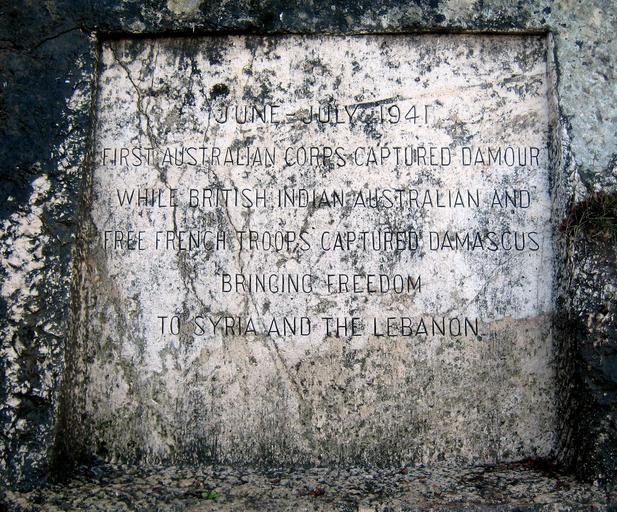 JUNE - JULY 1941
FIRST AUSTRALIAN CORPS CAPTURED DAMOUR
WHILE BRITISH INDIAN AUSTRALIAN AND
FREE FRENCH TROOPS CAPTURED DAMASCUS
BRINGING FREEDOM
TO SYRIA AND THE LEBANON